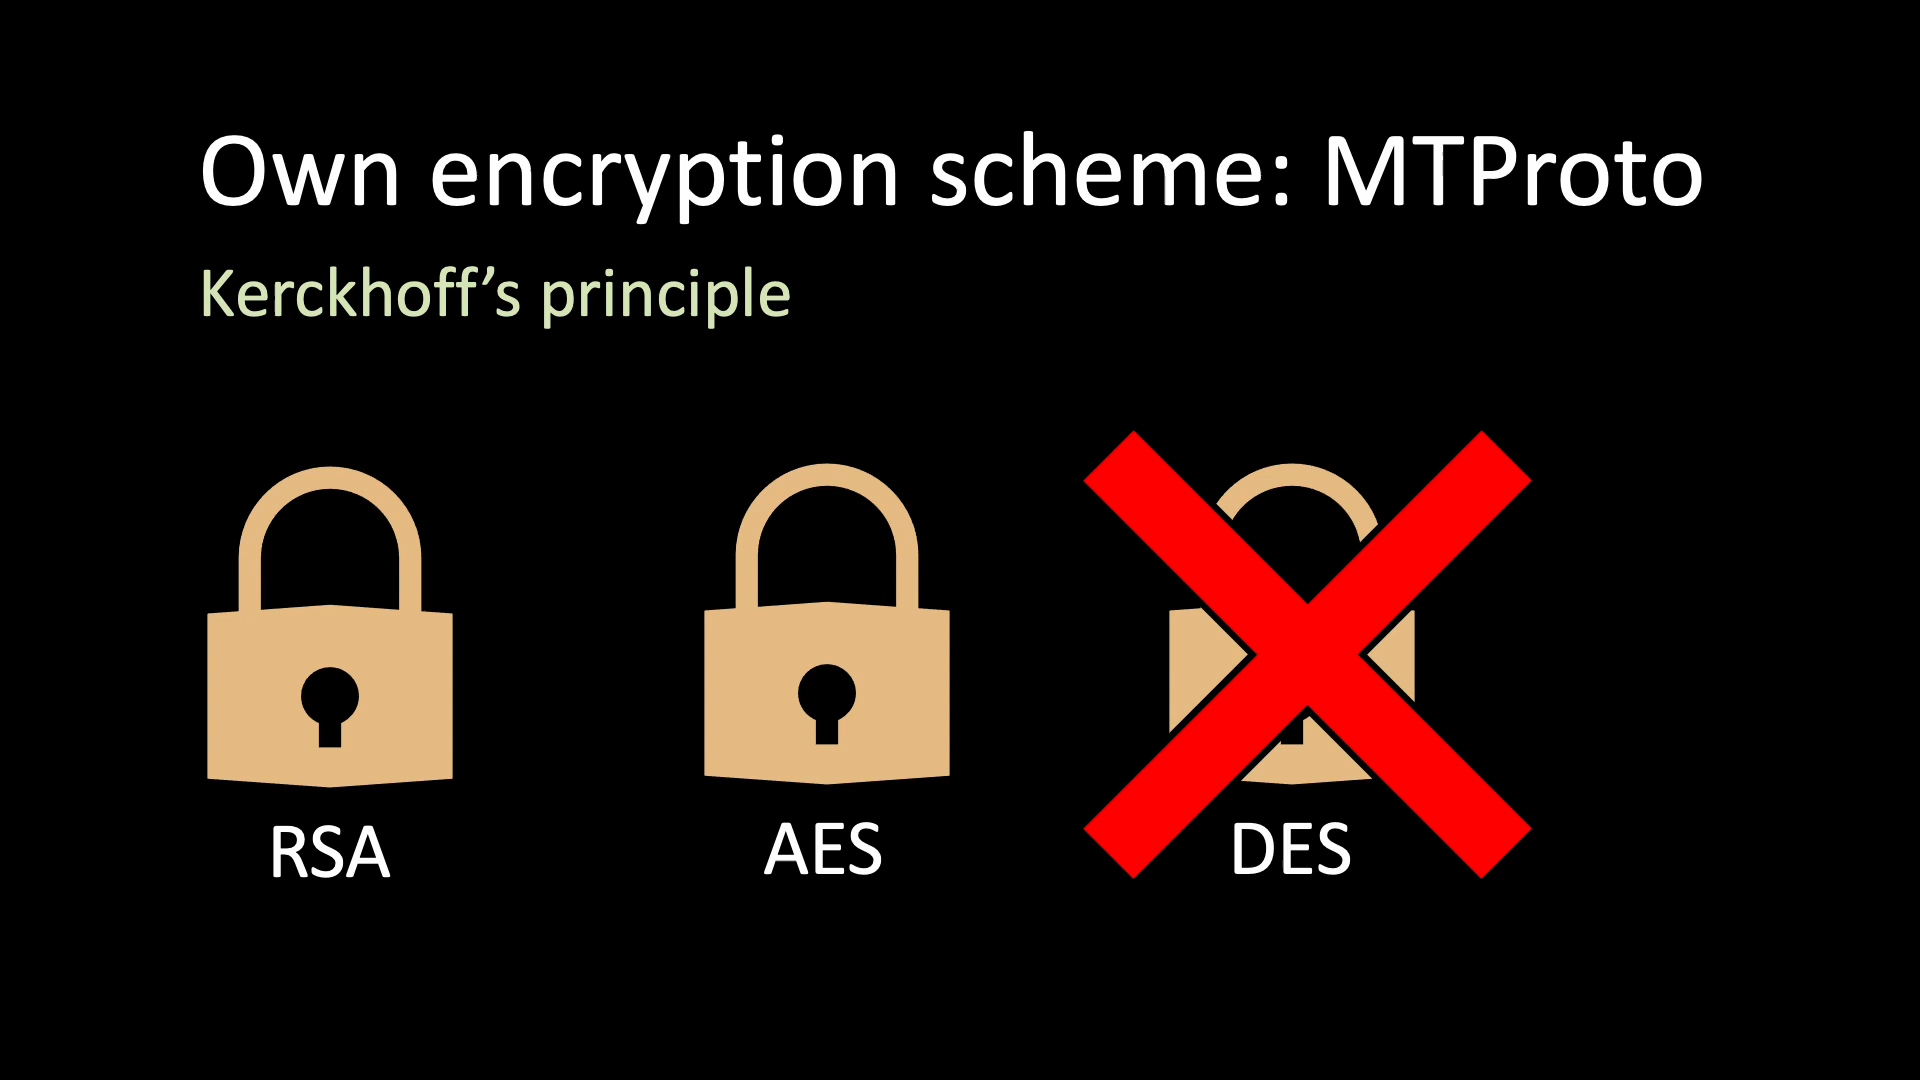 Own encryption scheme: MTProto
Kerckhoff’s principle
RSA
AES
DES